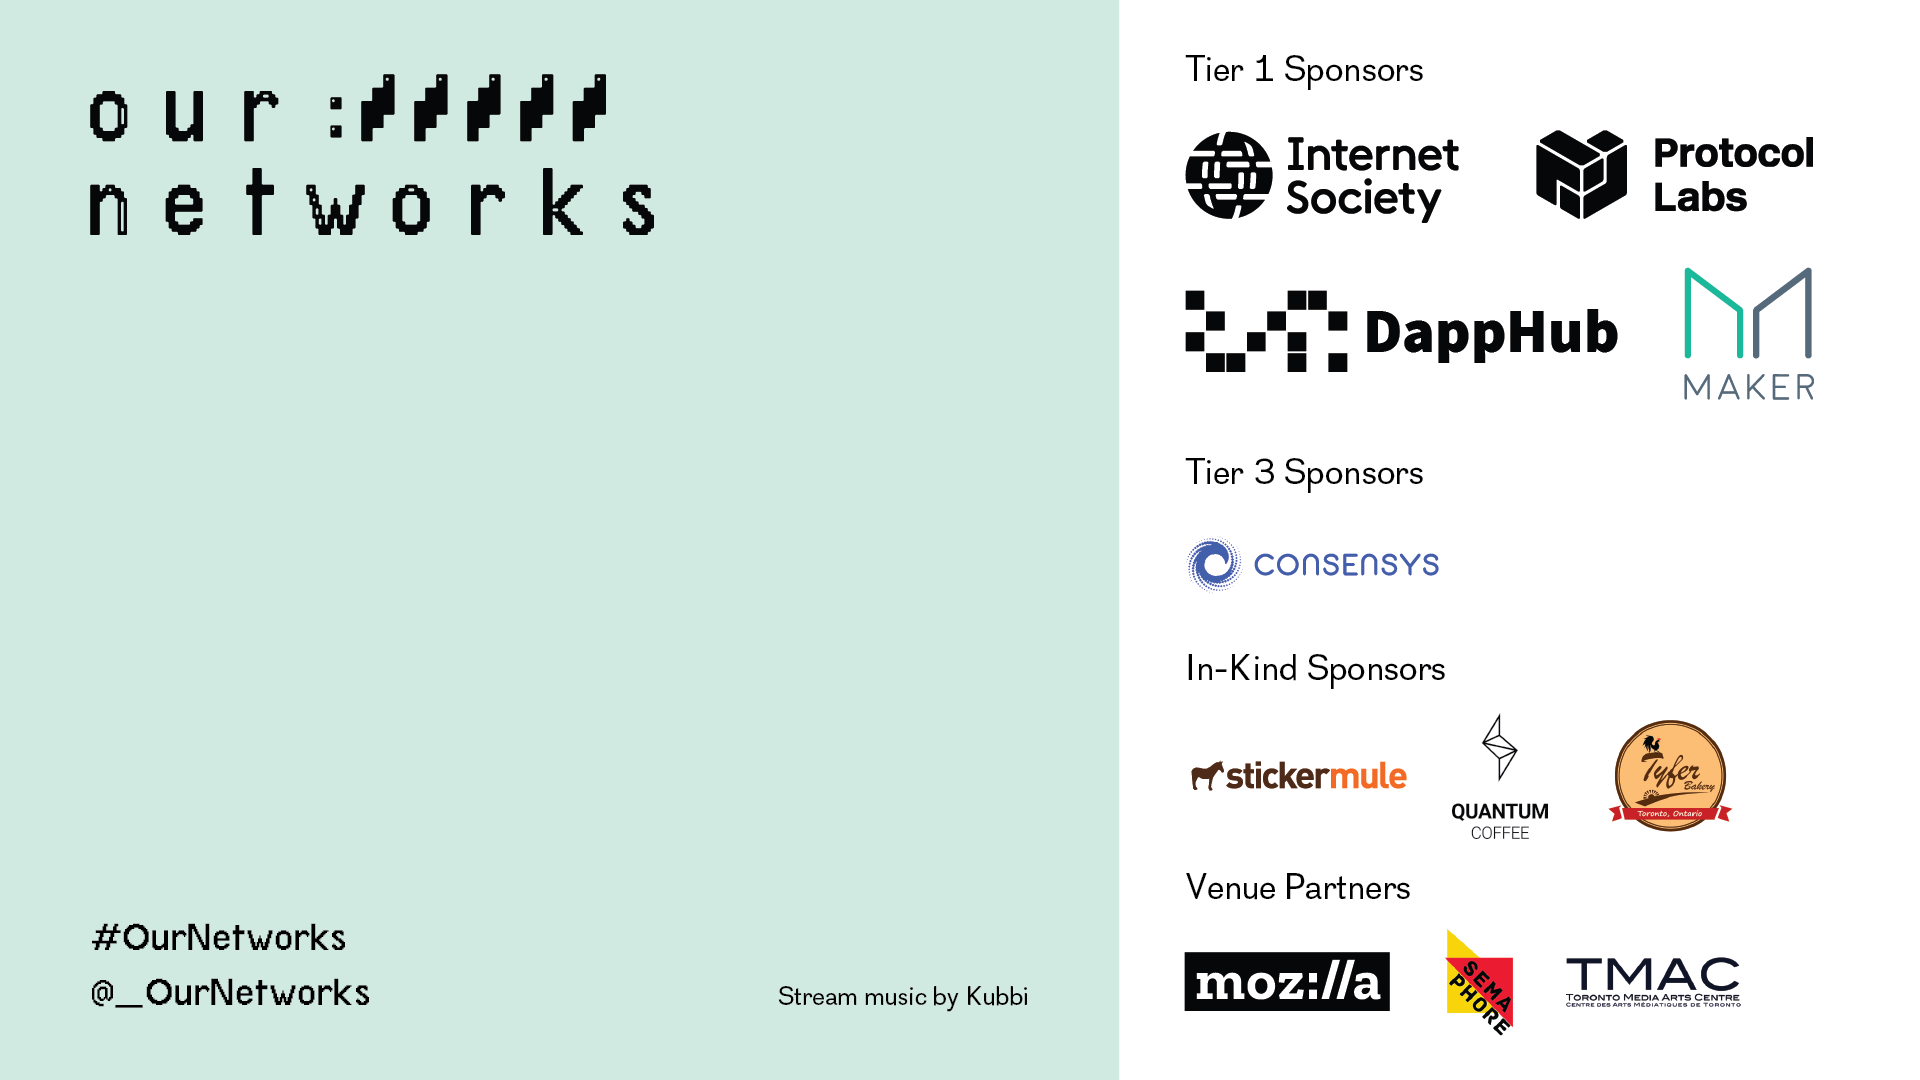 our ://///
networks
#OurNetworks
@_OurNetworks
Stream music by Kubbi
Tier 1 Sponsors
Internet
Society
Protocol
Labs
DappHub
MAKER
Tier 3 Sponsors
CONSENSYS
In-Kind Sponsors
stickermule
QUANTUM
COFFEE
Tyfer
Bakery
Toronto, Ontario
Venue Partners
moz://a
SEMA
PHORE
TMAC
TORONTO MEDIA ARTS CENTRE
CENTRE DES ARTS MÉDIATIQUES DE TORONTO